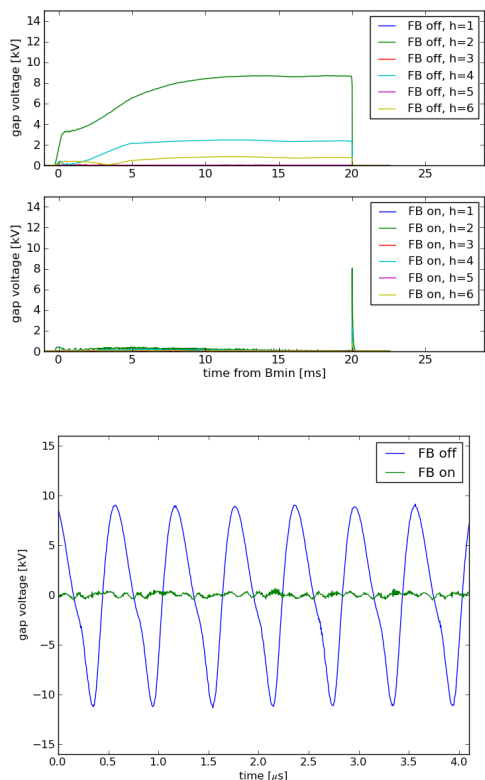 14
12
10
8
6
4
2
0
gap voltage [kV]
FB off, h=1
FB off, h=2
FB off, h=3
FB off, h=4
FB off, h=5
FB off, h=6
0 5 10 15 20 25
14
12
10
8
6
4
2
0
gap voltage [kV]
FB on, h=1
FB on, h=2
FB on, h=3
FB on, h=4
FB on, h=5
FB on, h=6
0 5 10 15 20 25
time from Bmin [ms]
15
10
5
0
−5
−10
−15
gap voltage [kV]
FB off
FB on
0.0 0.5 1.0 1.5 2.0 2.5 3.0 3.5 4.0
time [μs]